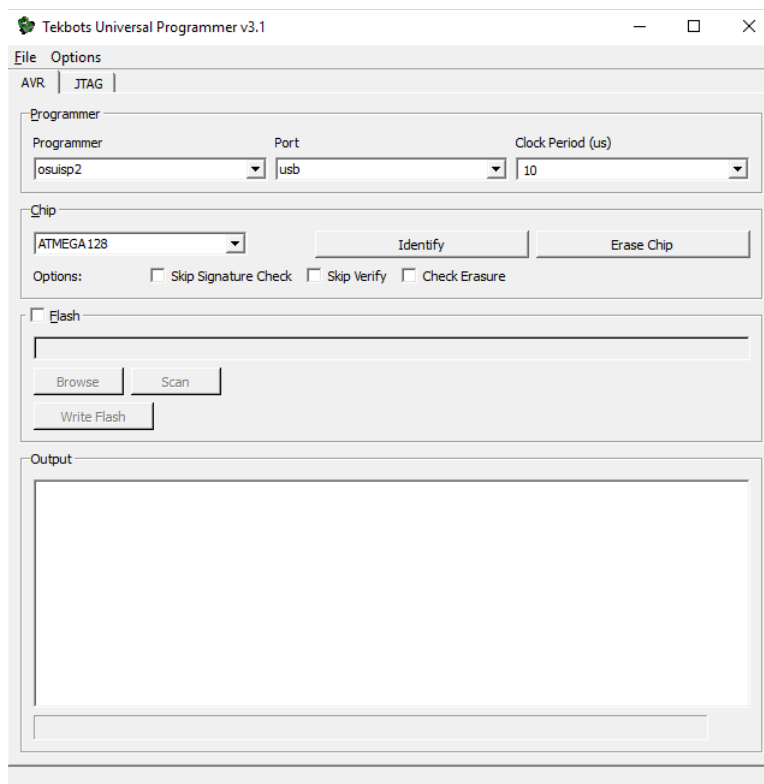 Tekbots Universal Programmer v3.1
File Options
AVR JTAG
Programmer
Programmer Port Clock Period (us)
osuisp2 usb 10
Chip
ATMEGA128 Identify Erase Chip
Options: Skip Signature Check Skip Verify Check Erasure
Flash
Browse Scan
Write Flash
Output